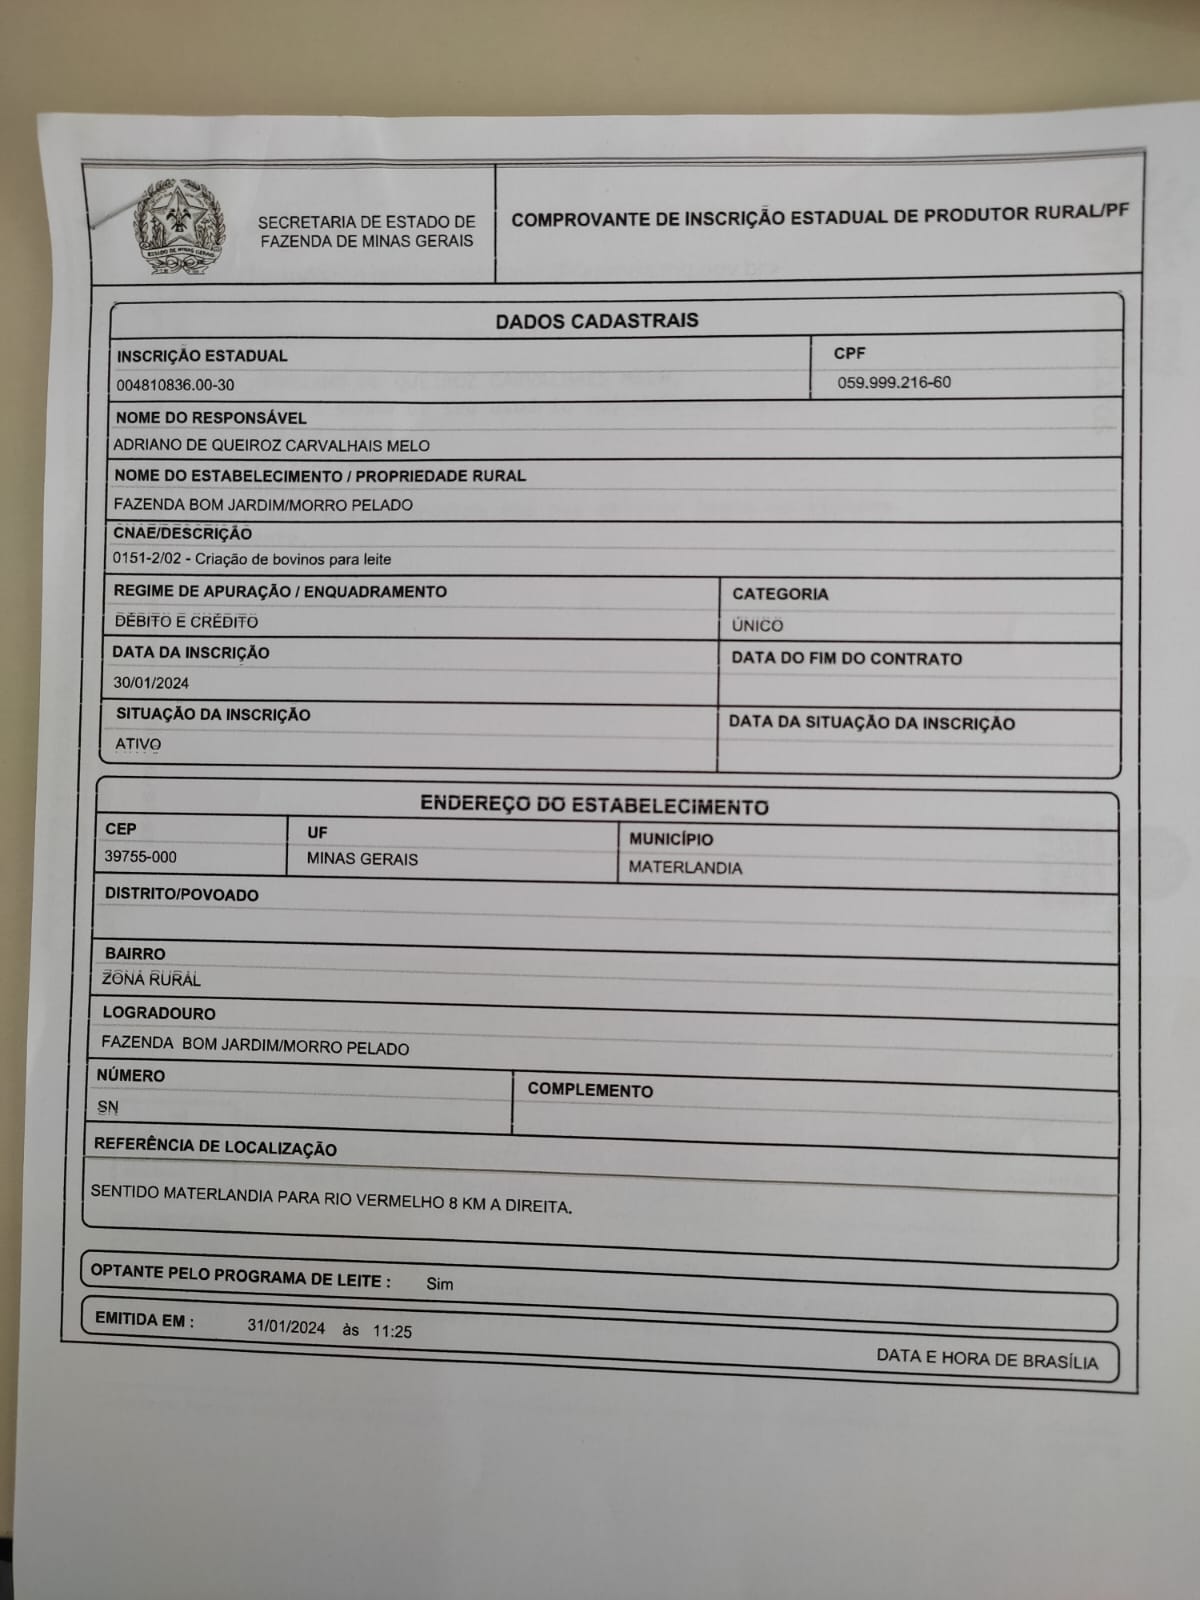 SECRETARIA DE ESTADO DE
FAZENDA DE MINAS GERAIS
COMPROVANTE DE INSCRIÇÃO ESTADUAL DE PRODUTOR RURAL/PF
ESTADO DE MINAS GERAIS
DADOS CADASTRAIS
INSCRIÇÃO ESTADUAL
CPF
004810836.00-30
059.999.216-60
NOME DO RESPONSÁVEL
ADRIANO DE QUEIROZ CARVALHAIS MELO
NOME DO ESTABELECIMENTO / PROPRIEDADE RURAL
FAZENDA BOM JARDIM/MORRO PELADO
CNAE/DESCRIÇÃO
0151-2/02 - Criação de bovinos para leite
REGIME DE APURAÇÃO / ENQUADRAMENTO
CATEGORIA
DÉBITO E CRÉDITO
ÚNICO
DATA DA INSCRIÇÃO
DATA DO FIM DO CONTRATO
30/01/2024
SITUAÇÃO DA INSCRIÇÃO
DATA DA SITUAÇÃO DA INSCRIÇÃO
ATIVO
ENDEREÇO DO ESTABELECIMENTO
CEP
UF
MUNICÍPIO
39755-000
MINAS GERAIS
MATERLANDIA
DISTRITO/POVOADO
BAIRRO
ZONA RURAL
LOGRADOURO
FAZENDA BOM JARDIM/MORRO PELADO
NÚMERO
COMPLEMENTO
SN
REFERÊNCIA DE LOCALIZAÇÃO
SENTIDO MATERLANDIA PARA RIO VERMELHO 8 KM A DIREITA.
OPTANTE PELO PROGRAMA DE LEITE : Sim
EMITIDA EM : 31/01/2024 às 11:25
DATA E HORA DE BRASÍLIA